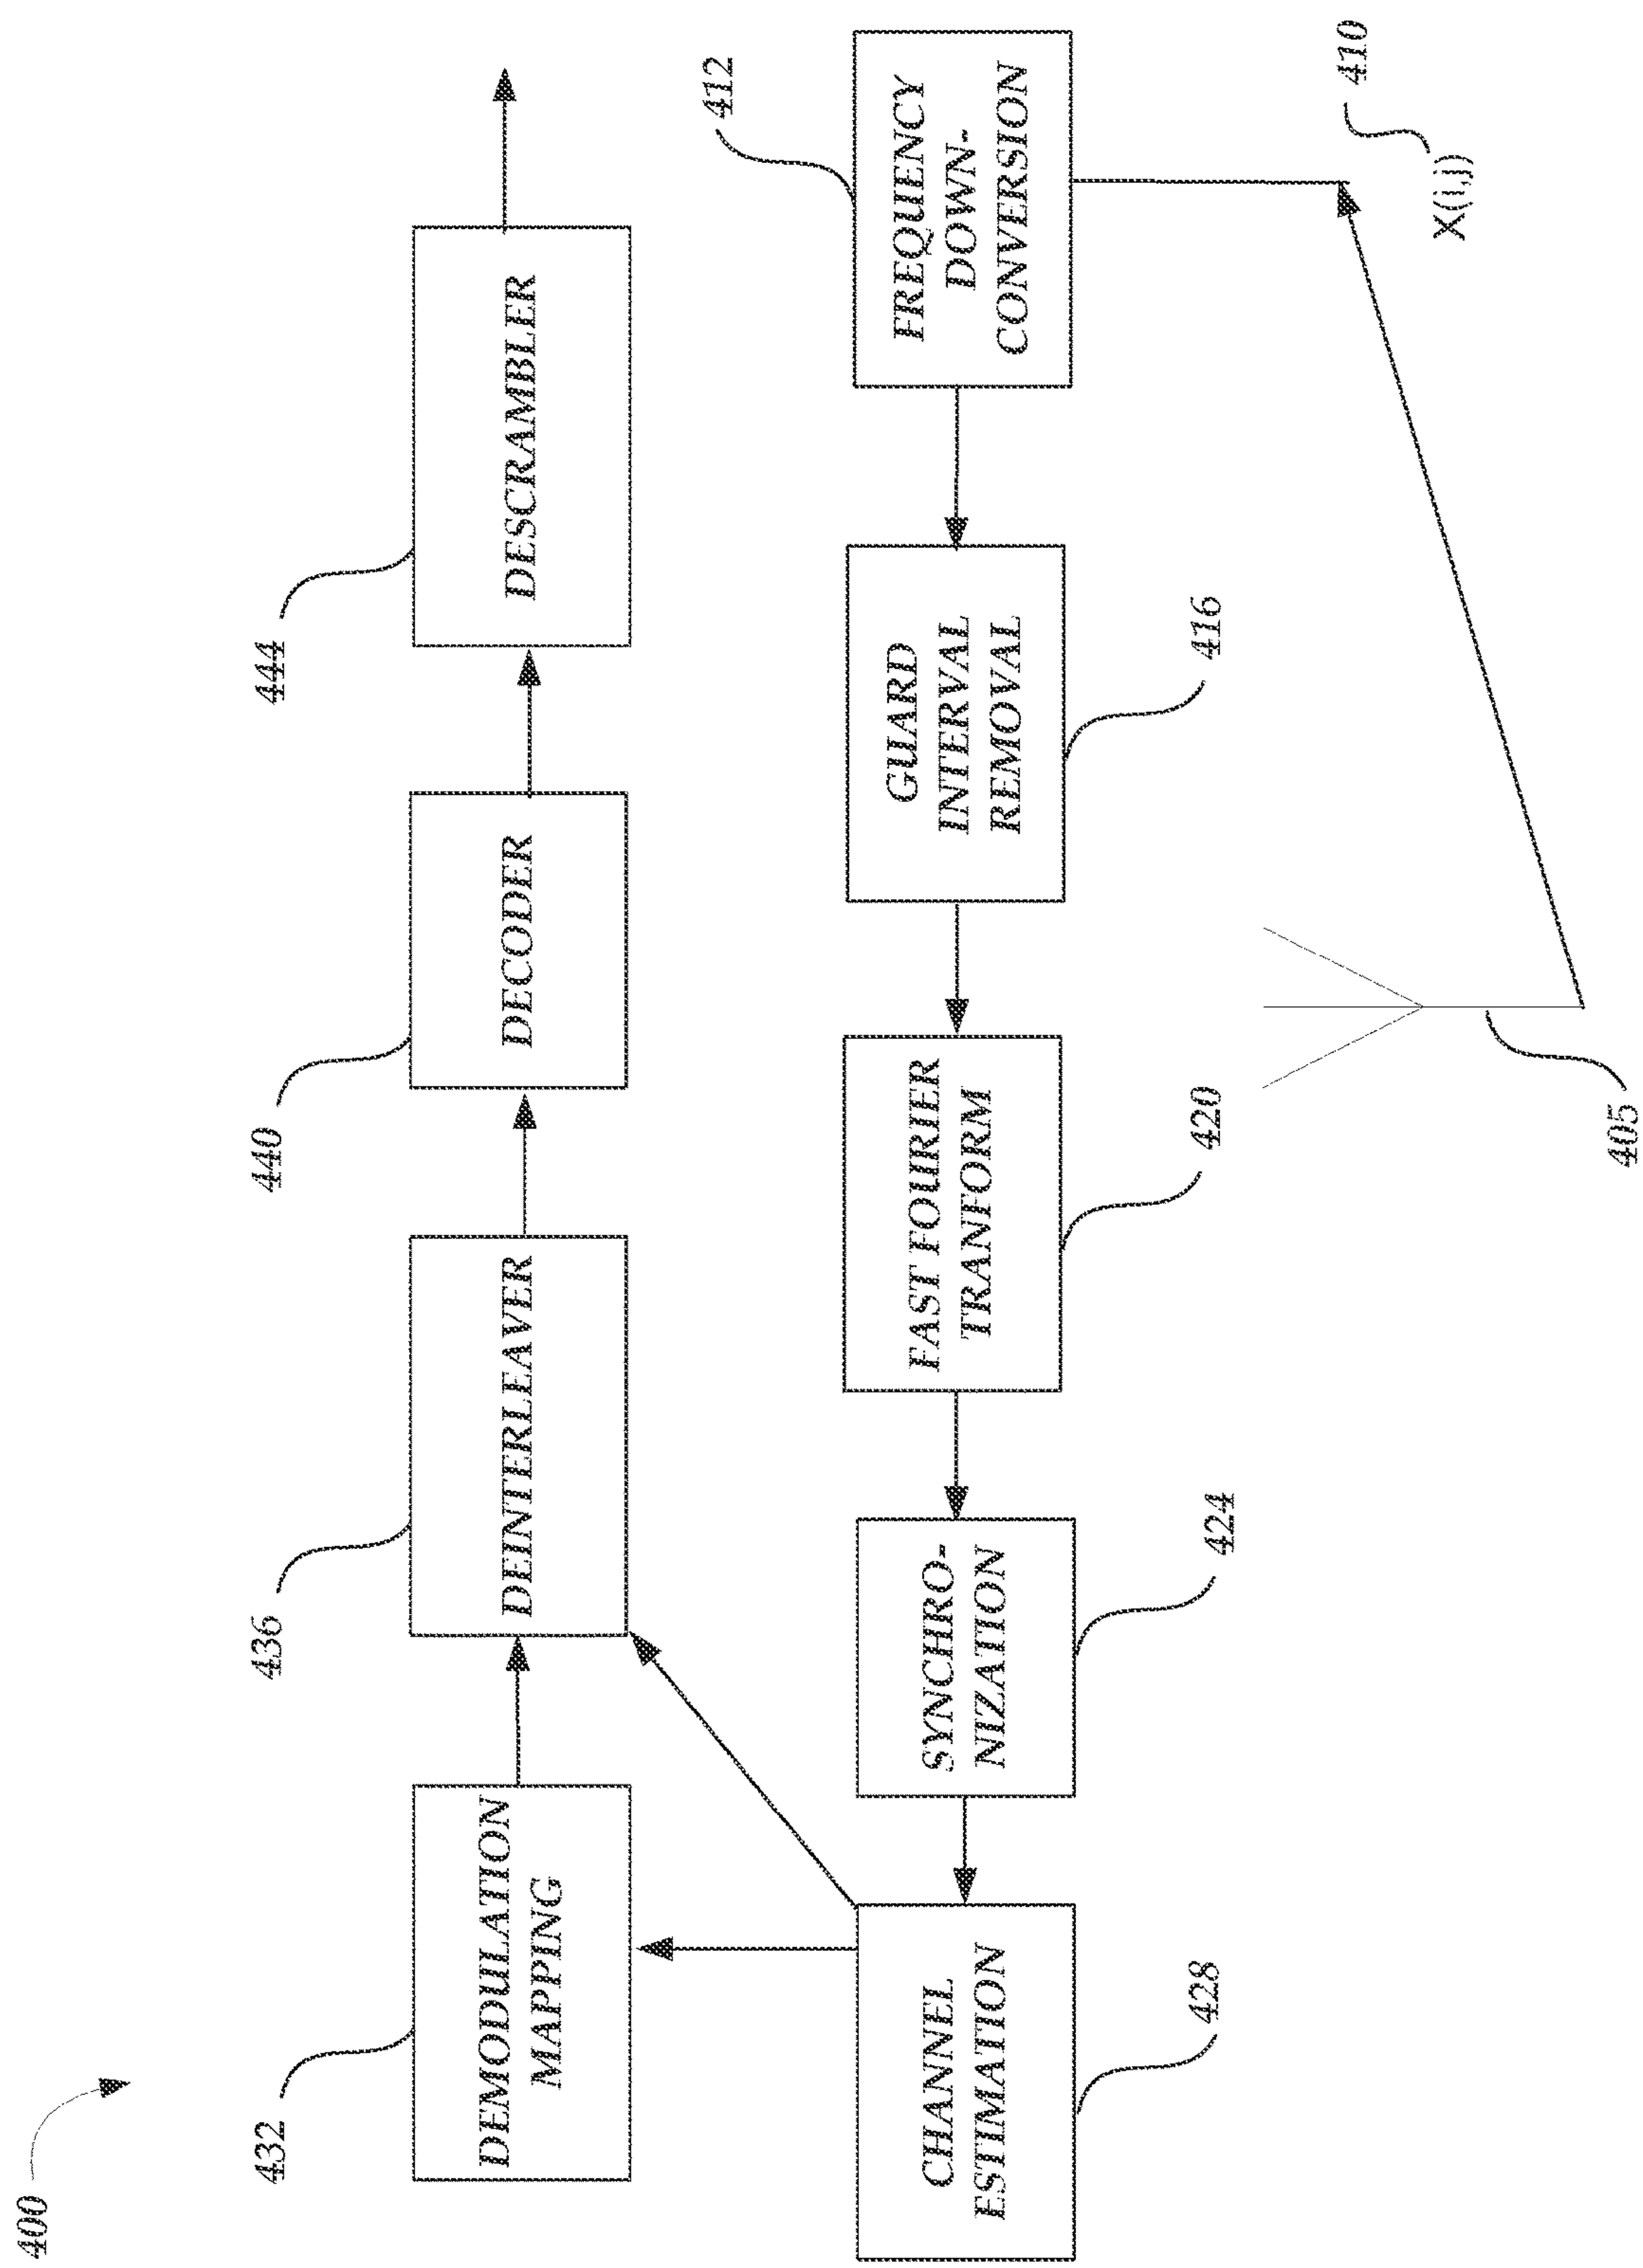 400
432
DEMODULATION
MAPPING
436
DEINTERLEAVER
440
DECODER
444
DESCRAMBLER
CHANNEL
ESTIMATION
428
SYNCHRO-
NIZATION
424
FAST FOURIER
TRANFORM
420
GUARD
INTERVAL
REMOVAL
416
412
FREQUENCY
DOWN-
CONVERSION
405
X(i,j)
410